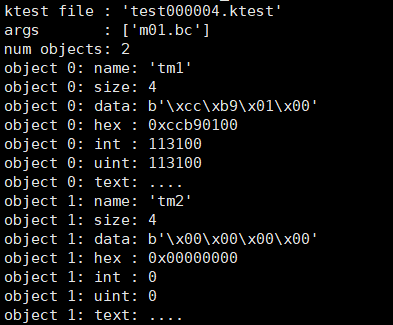 ktest file : 'test000004.ktest'
args       : ['m01.bc']
num objects: 2
object 0: name: 'tm1'
object 0: size: 4
object 0: data: b'\xcc\xb9\x01\x00'
object 0: hex : 0xccb90100
object 0: int : 113100
object 0: uint: 113100
object 0: text: ....
object 1: name: 'tm2'
object 1: size: 4
object 1: data: b'\x00\x00\x00\x00'
object 1: hex : 0x00000000
object 1: int : 0
object 1: uint: 0
object 1: text: ....